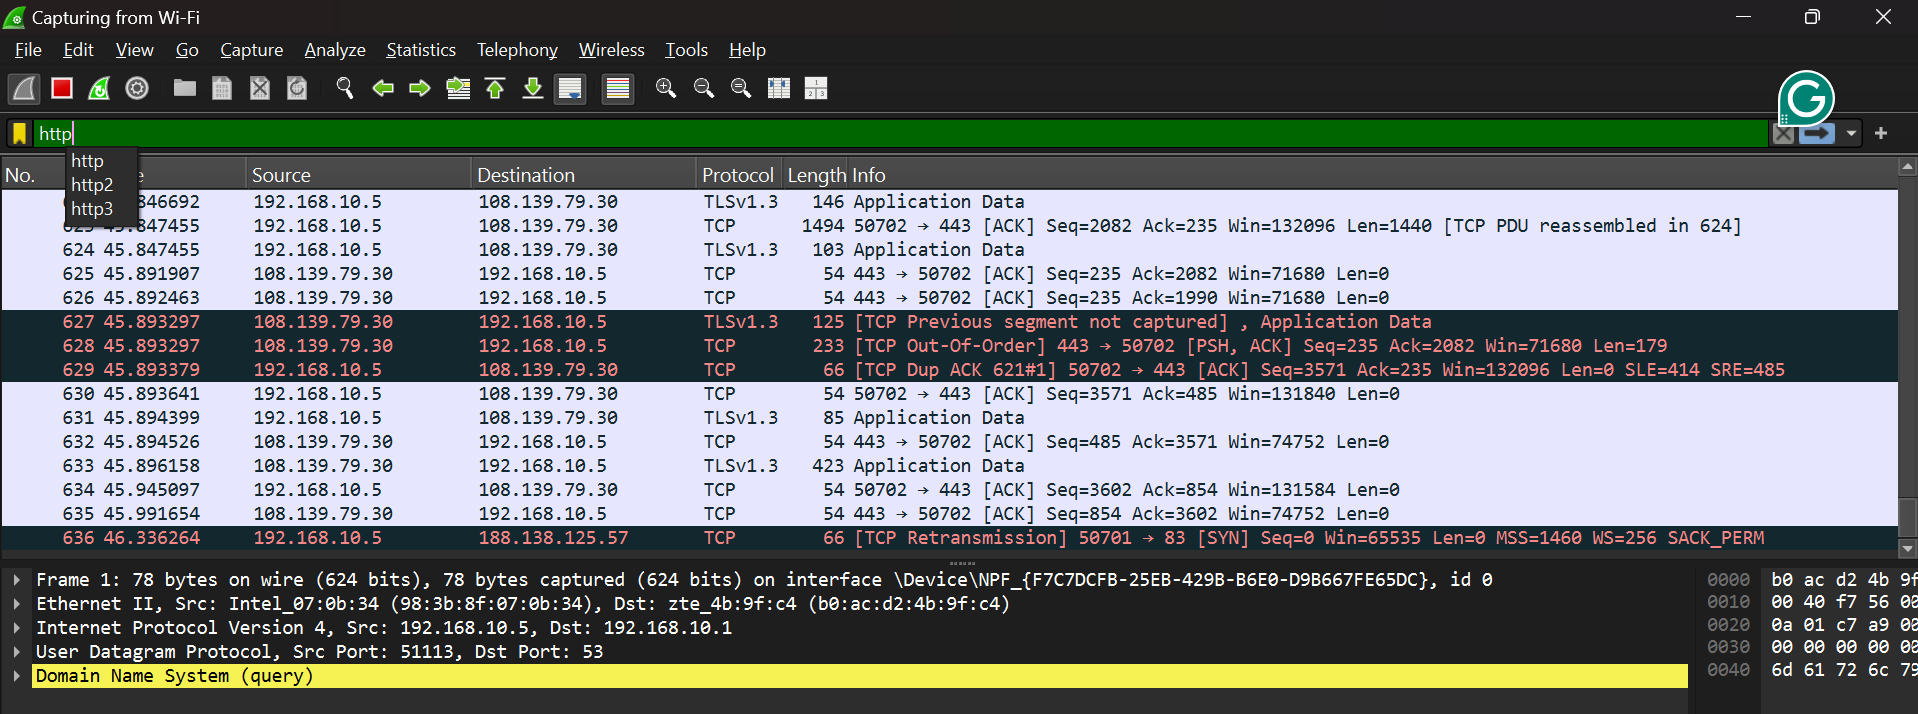 Capturing from Wi-Fi
File Edit View Go Capture Analyze Statistics Telephony Wireless Tools Help
http
http
http2
http3
No. Source Destination Protocol Length Info
846692 192.168.10.5 108.139.79.30 TLSv1.3 146 Application Data
847455 192.168.10.5 108.139.79.30 TCP 1494 50702 → 443 [ACK] Seq=2082 Ack=235 Win=132096 Len=1440 [TCP PDU reassembled in 624]
624 45.847455 192.168.10.5 108.139.79.30 TLSv1.3 103 Application Data
625 45.891907 108.139.79.30 192.168.10.5 TCP 54 443 → 50702 [ACK] Seq=235 Ack=2082 Win=71680 Len=0
626 45.892463 108.139.79.30 192.168.10.5 TCP 54 443 → 50702 [ACK] Seq=235 Ack=1990 Win=71680 Len=0
627 45.893297 108.139.79.30 192.168.10.5 TLSv1.3 125 [TCP Previous segment not captured] , Application Data
628 45.893297 108.139.79.30 192.168.10.5 TCP 233 [TCP Out-Of-Order] 443 → 50702 [PSH, ACK] Seq=235 Ack=2082 Win=71680 Len=179
629 45.893379 192.168.10.5 108.139.79.30 TCP 66 [TCP Dup ACK 621#1] 50702 → 443 [ACK] Seq=3571 Ack=235 Win=132096 Len=0 SLE=414 SRE=485
630 45.893641 192.168.10.5 108.139.79.30 TCP 54 50702 → 443 [ACK] Seq=3571 Ack=485 Win=131840 Len=0
631 45.894399 192.168.10.5 108.139.79.30 TLSv1.3 85 Application Data
632 45.894526 108.139.79.30 192.168.10.5 TCP 54 443 → 50702 [ACK] Seq=485 Ack=3571 Win=74752 Len=0
633 45.896158 108.139.79.30 192.168.10.5 TLSv1.3 423 Application Data
634 45.945097 192.168.10.5 108.139.79.30 TCP 54 50702 → 443 [ACK] Seq=3602 Ack=854 Win=131584 Len=0
635 45.991654 108.139.79.30 192.168.10.5 TCP 54 443 → 50702 [ACK] Seq=854 Ack=3602 Win=74752 Len=0
636 46.336264 192.168.10.5 188.138.125.57 TCP 66 [TCP Retransmission] 50701 → 83 [SYN] Seq=0 Win=65535 Len=0 MSS=1460 WS=256 SACK_PERM
Frame 1: 78 bytes on wire (624 bits), 78 bytes captured (624 bits) on interface \Device\NPF_{F7C7DCFB-25EB-429B-B6E0-D9B667FE65DC}, id 0
Ethernet II, Src: Intel_07:0b:34 (98:3b:8f:07:0b:34), Dst: zte_4b:9f:c4 (b0:ac:d2:4b:9f:c4)
Internet Protocol Version 4, Src: 192.168.10.5, Dst: 192.168.10.1
User Datagram Protocol, Src Port: 51113, Dst Port: 53
Domain Name System (query)
0000 b0 ac d2 4b 9f
0010 00 40 f7 56 00
0020 0a 01 c7 a9 00
0030 00 00 00 00 00
0040 6d 61 72 6c 79